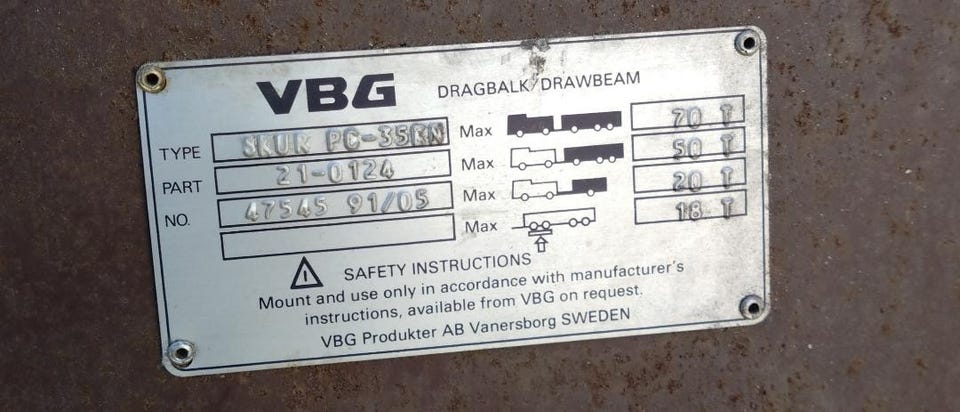 VBG DRAGBALK/DRAWBEAM
TYPE PC-35RN Max 70 T
PART 21-0124 Max 50 T
NO. 47545 91/05 Max 20 T
Max 18 T
SAFETY INSTRUCTIONS
Mount and use only in accordance with manufacturer's
instructions, available from VBG on request.
VBG Produkter AB Vanersborg SWEDEN